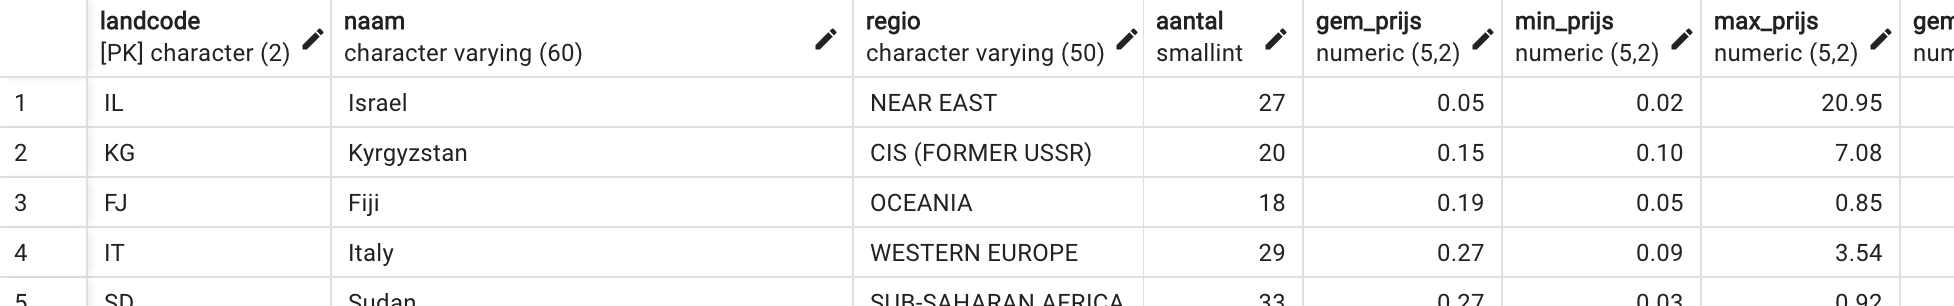 landcode naam regio aantal gem_prijs min_prijs max_prijs gem
[PK] character (2) character varying (60) character varying (50) smallint numeric (5,2) numeric (5,2) numeric (5,2) num
1 IL Israel NEAR EAST 27 0.05 0.02 20.95
2 KG Kyrgyzstan CIS (FORMER USSR) 20 0.15 0.10 7.08
3 FJ Fiji OCEANIA 18 0.19 0.05 0.85
4 IT Italy WESTERN EUROPE 29 0.27 0.09 3.54
5 SD Sudan SUB-SAHARAN AFRICA 33 0.27 0.03 0.92